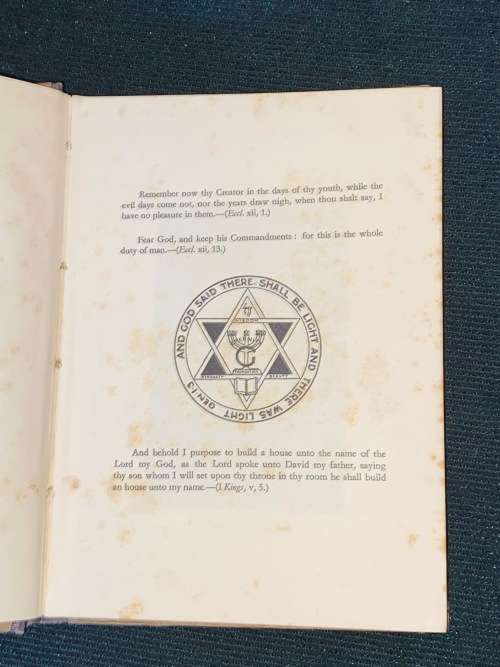 Remember now thy Creator in the days of thy youth, while the
evil days come not, nor the years draw nigh, when thou shalt say, I
have no pleasure in them.—(Eccl. xii, 1.)
Fear God, and keep his Commandments : for this is the whole
duty of man.—(Eccl. xii, 13.)
AND GOD SAID THERE SHALL BE LIGHT AND THERE WAS LIGHT GEN:1·3
WISDOM
And behold I purpose to build a house unto the name of the
Lord my God, as the Lord spoke unto David my father, saying
thy son whom I will set upon thy throne in thy room he shall build
an house unto my name.—(I Kings, v, 5.)